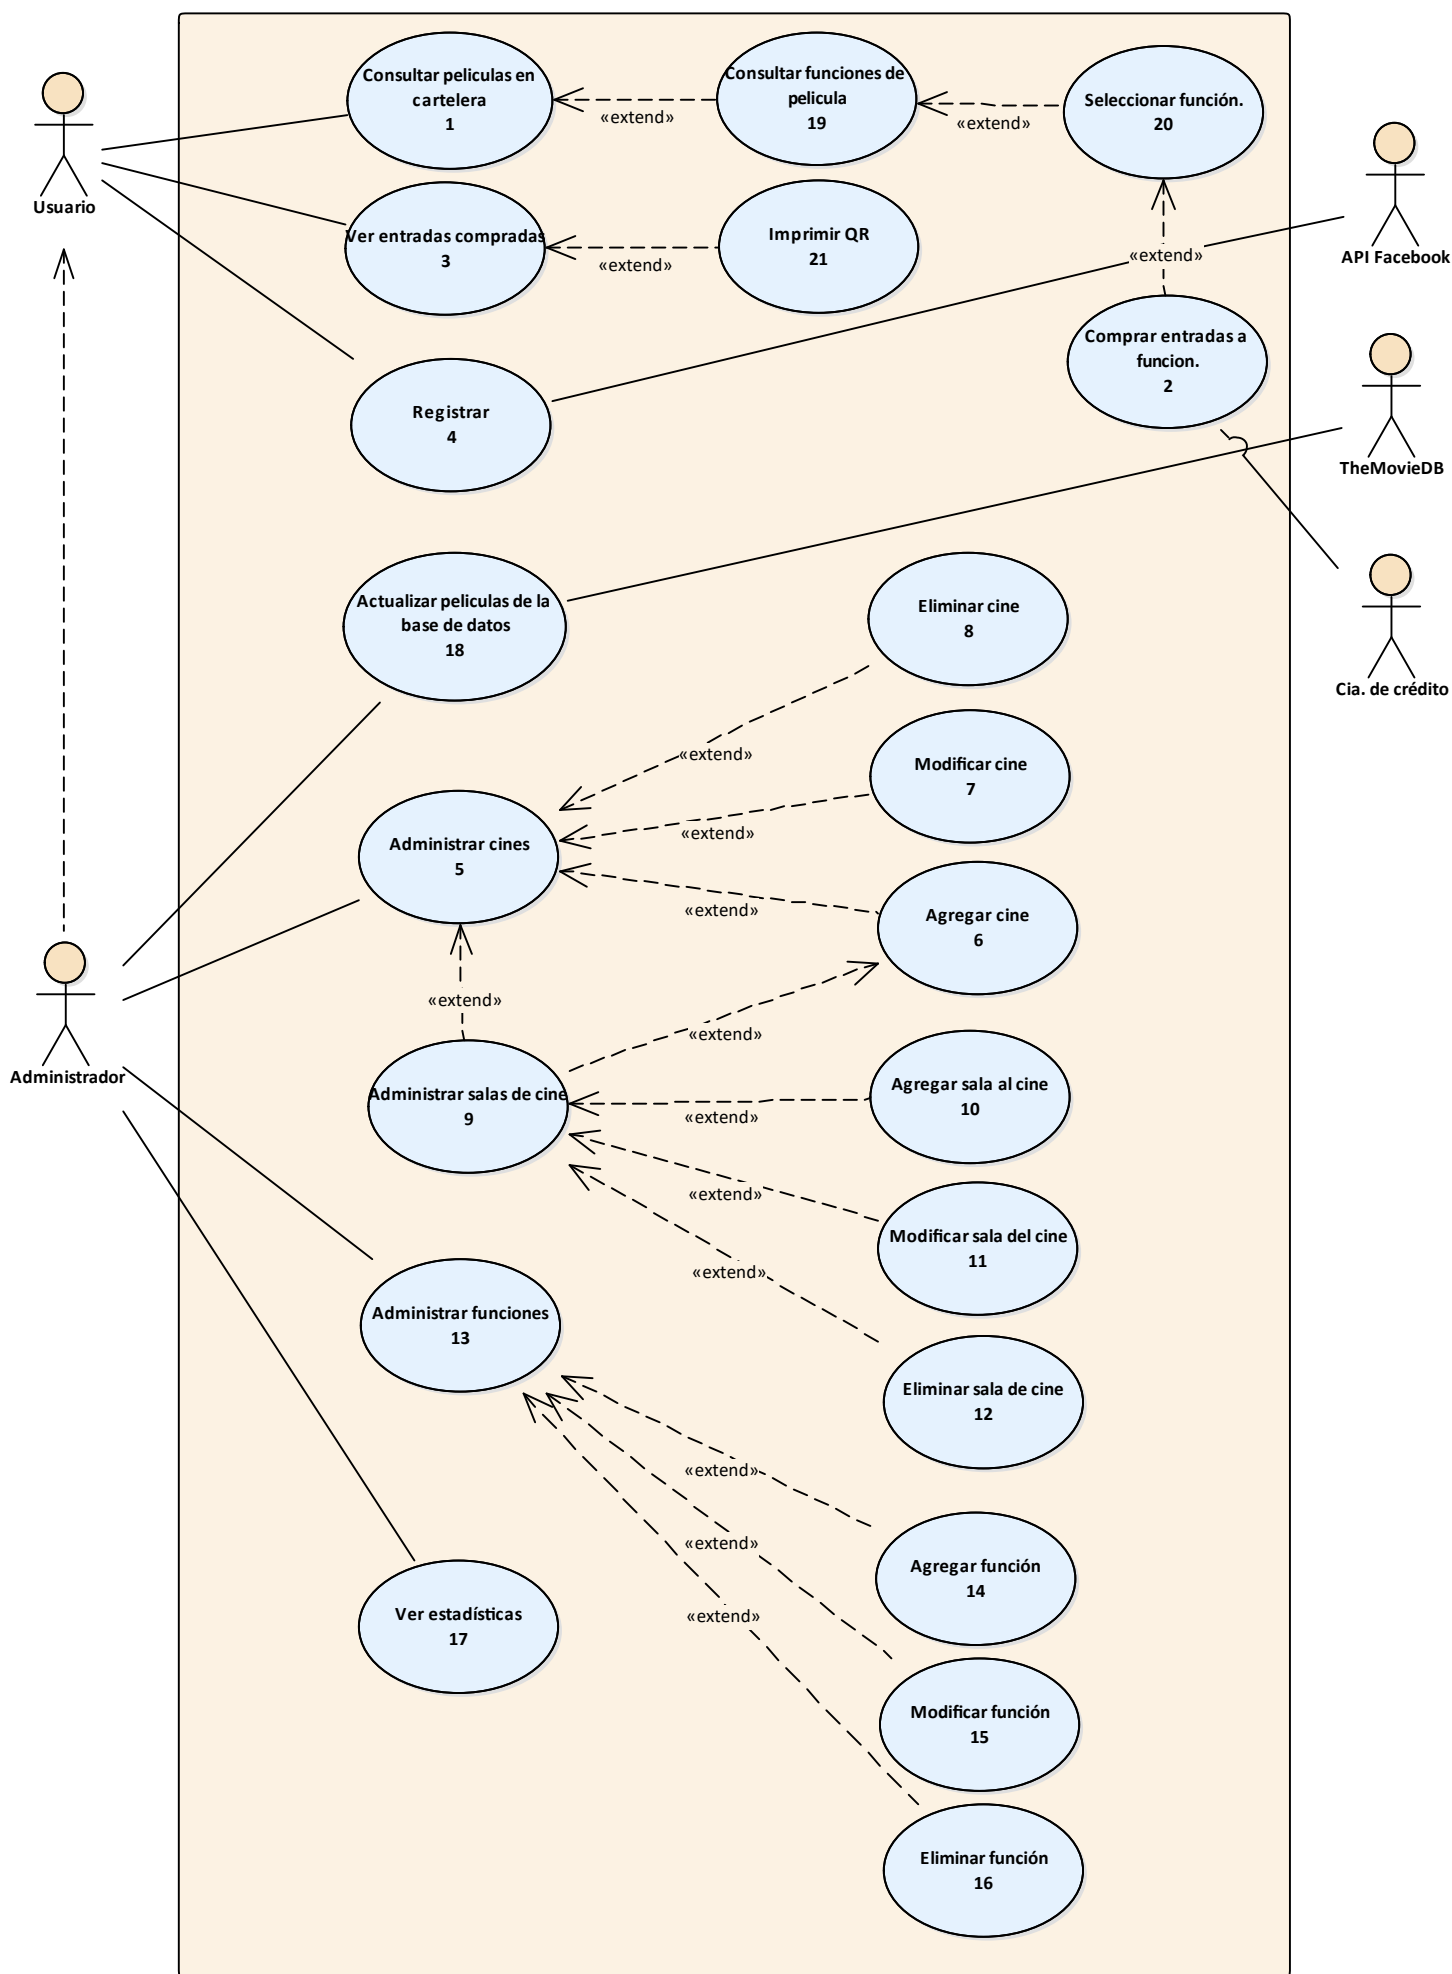 Consultar peliculas en
cartelera
1
«extend»
Consultar funciones de
pelicula
19
«extend»
Seleccionar función.
20
Usuario
Ver entradas compradas
3
«extend»
Imprimir QR
21
«extend»
API Facebook
Registrar
4
Comprar entradas a
funcion.
2
TheMovieDB
Actualizar peliculas de la
base de datos
18
Eliminar cine
8
Cia. de crédito
«extend»
Modificar cine
7
«extend»
Administrar cines
5
«extend»
Agregar cine
6
«extend»
«extend»
Administrador
Administrar salas de cine
9
Agregar sala al cine
10
«extend»
«extend»
Modificar sala del cine
11
«extend»
Administrar funciones
13
Eliminar sala de cine
12
«extend»
«extend»
Agregar función
14
Ver estadísticas
17
«extend»
Modificar función
15
Eliminar función
16